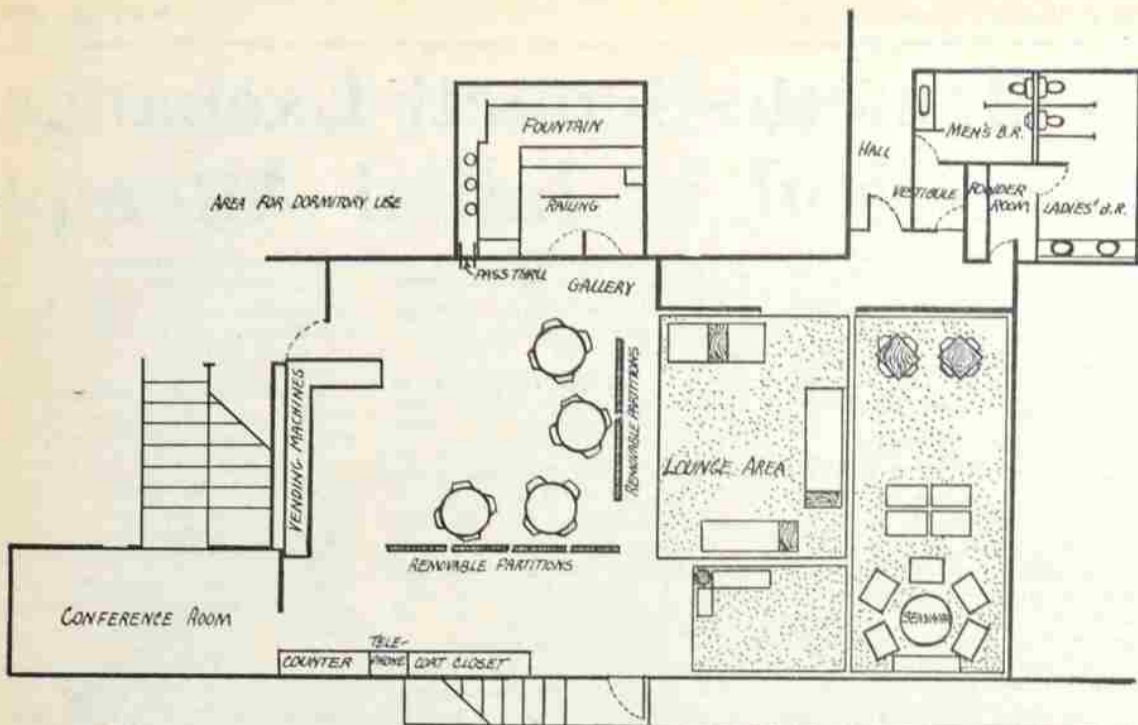 FOUNTAIN
MEN'S B.R.
HALL
AREA FOR DORMITORY USE
RAILING
VESTIBULE
POWDER
ROOM
LADIES' B.R.
PASS THRU
GALLERY
VENDING MACHINES
REMOVABLE PARTITIONS
LOUNGE AREA
REMOVABLE PARTITIONS
CONFERENCE ROOM
SEMINAR
COUNTER
TELE-
PHONE
COAT CLOSET